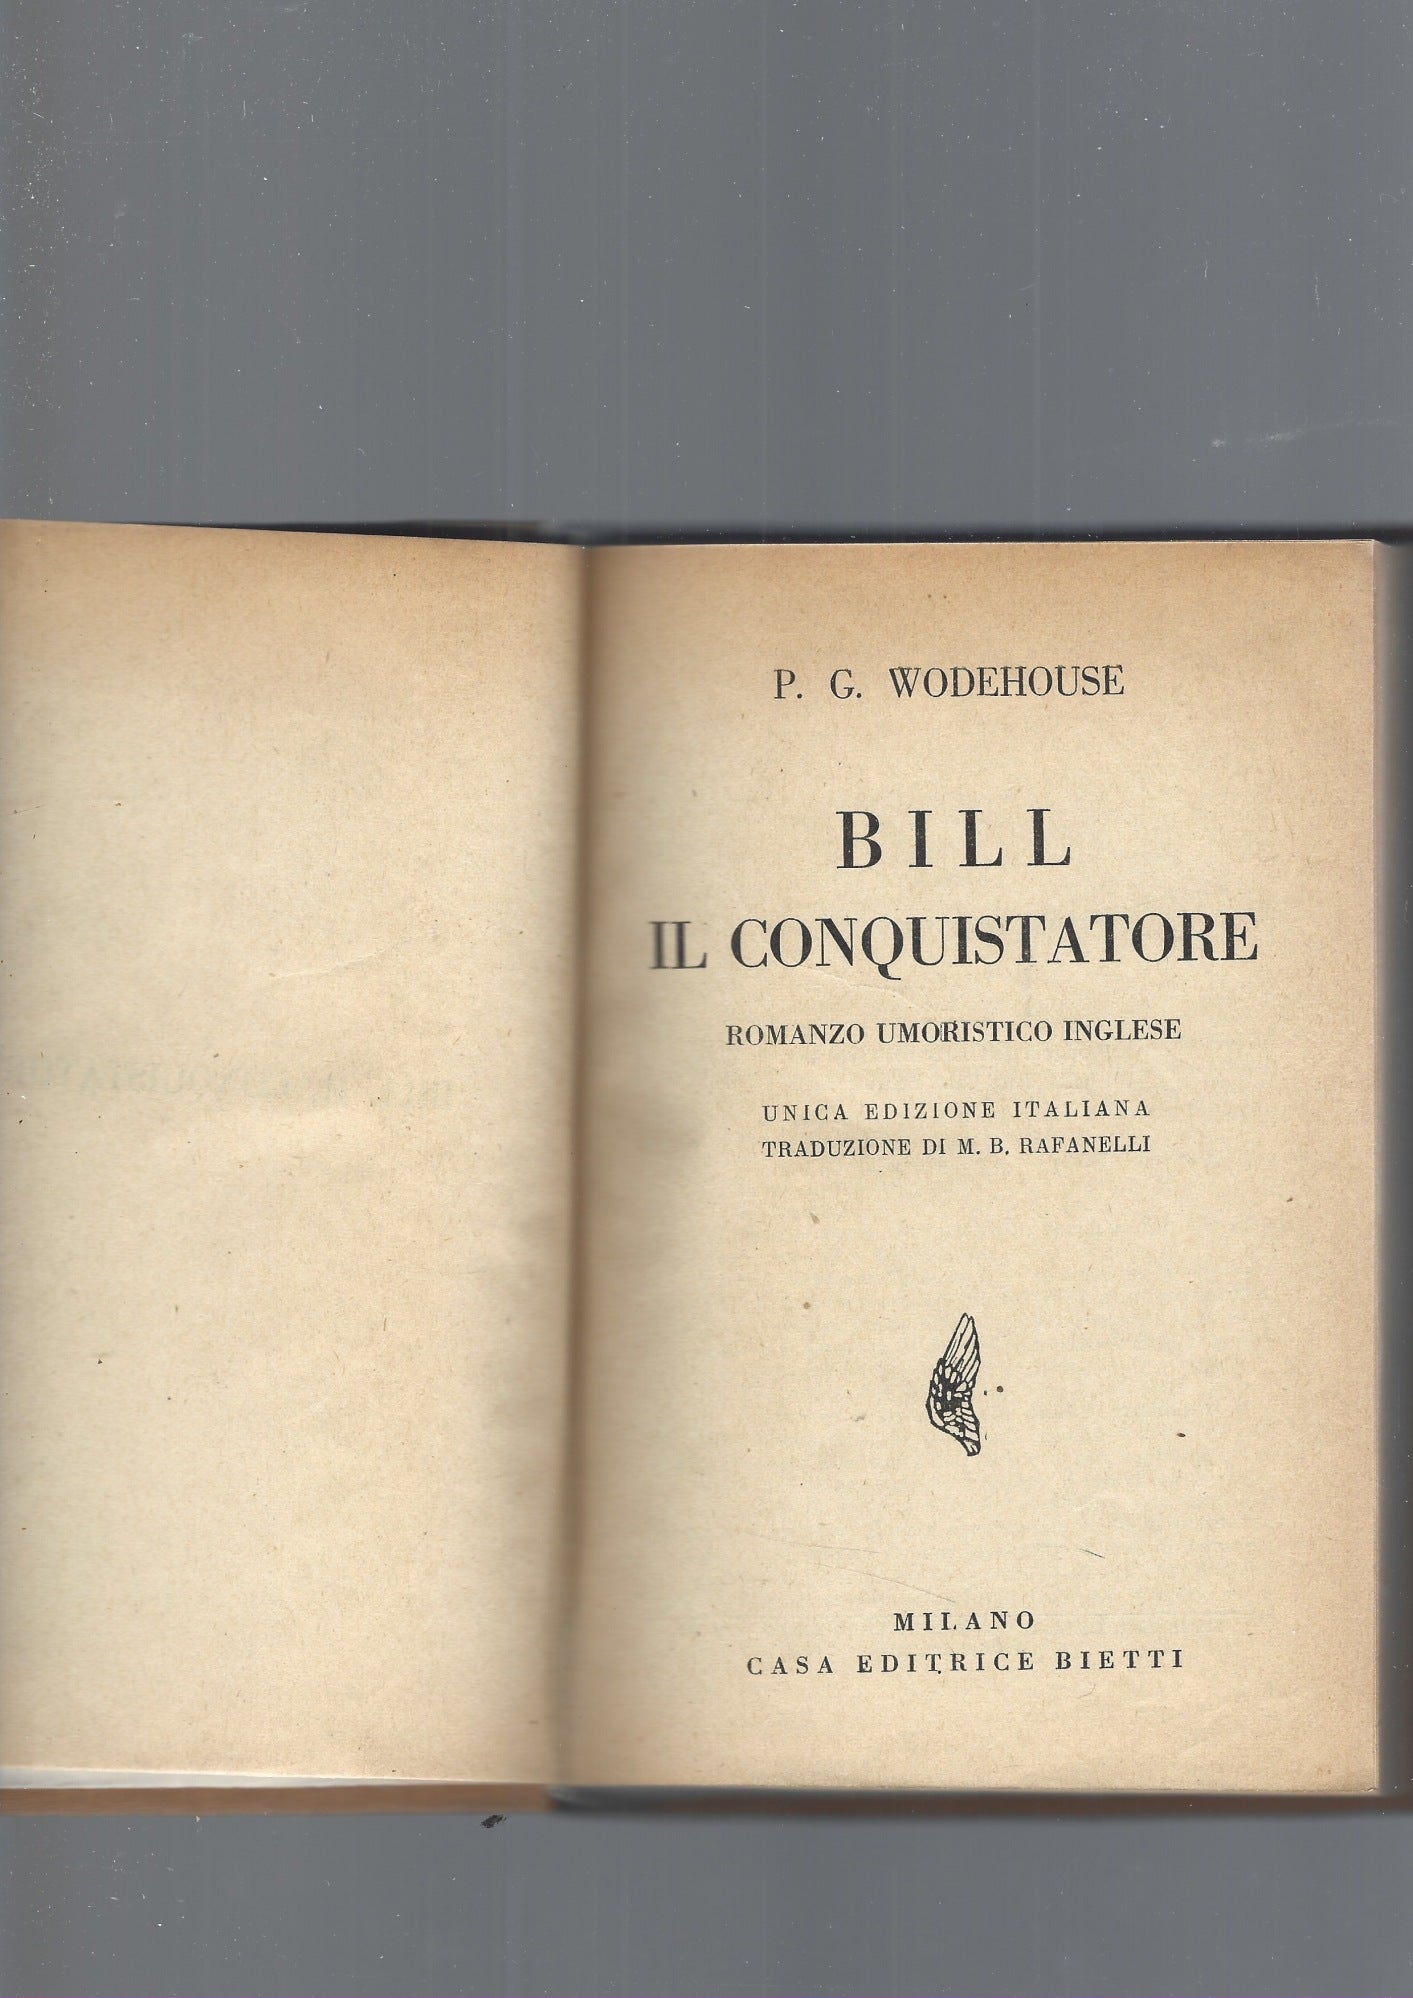 P. G. WODEHOUSE
BILL
IL CONQUISTATORE
ROMANZO UMORISTICO INGLESE
UNICA EDIZIONE ITALIANA
TRADUZIONE DI M. B. RAFANELLI
MILANO
CASA EDITRICE BIETTI